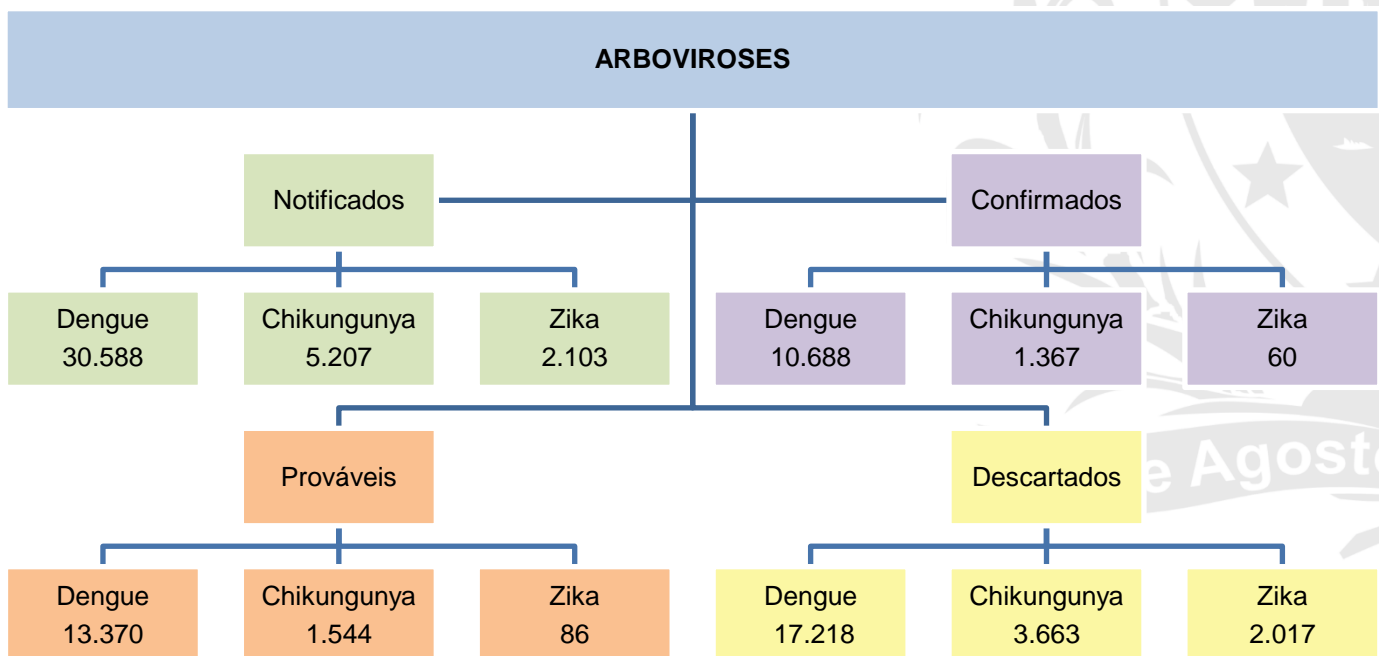 ARBOVIROSES
Notificados
Confirmados
Dengue
30.588
Chikungunya
5.207
Zika
2.103
Dengue
10.688
Chikungunya
1.367
Zika
60
Prováveis
Descartados
e Agosto
Dengue
13.370
Chikungunya
1.544
Zika
86
Dengue
17.218
Chikungunya
3.663
Zika
2.017